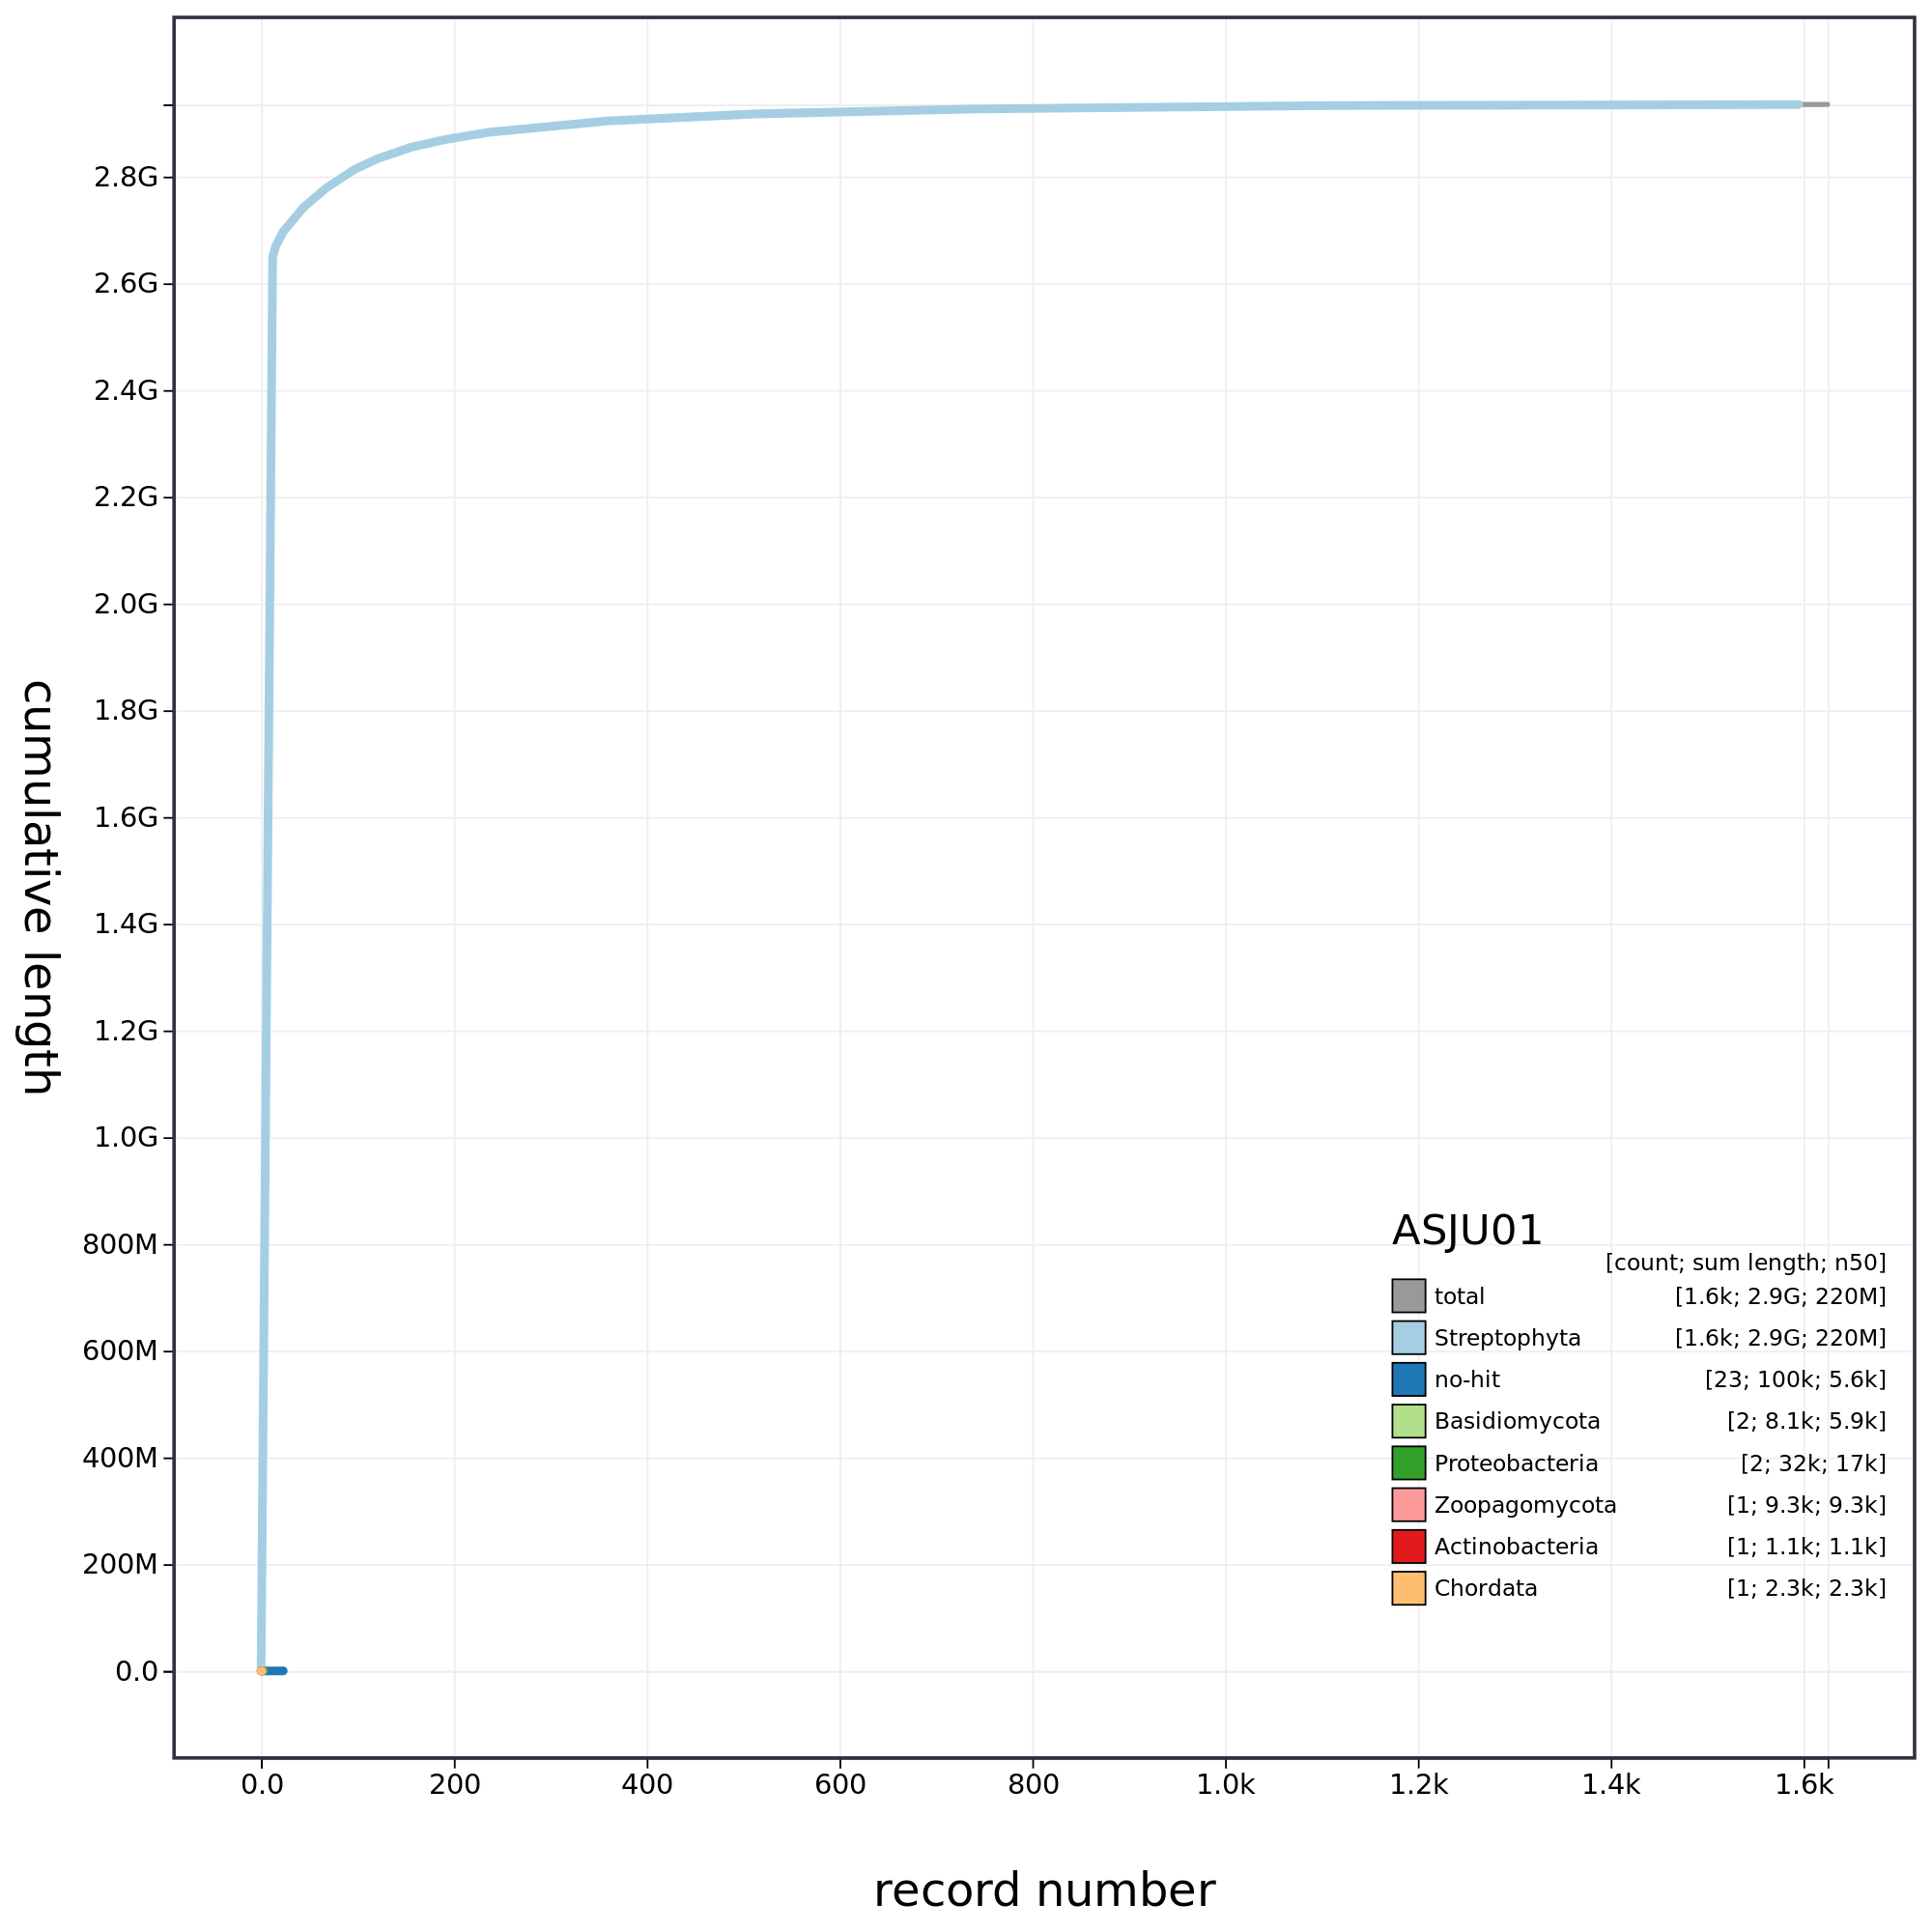 cumulative length
2.8G
2.6G
2.4G
2.2G
2.0G
1.8G
1.6G
1.4G
1.2G
1.0G
800M
600M
400M
200M
0.0
ASJU01
[count; sum length; n50]
total [1.6k; 2.9G; 220M]
Streptophyta [1.6k; 2.9G; 220M]
no-hit [23; 100k; 5.6k]
Basidiomycota [2; 8.1k; 5.9k]
Proteobacteria [2; 32k; 17k]
Zoopagomycota [1; 9.3k; 9.3k]
Actinobacteria [1; 1.1k; 1.1k]
Chordata [1; 2.3k; 2.3k]
0.0 200 400 600 800 1.0k 1.2k 1.4k 1.6k
record number